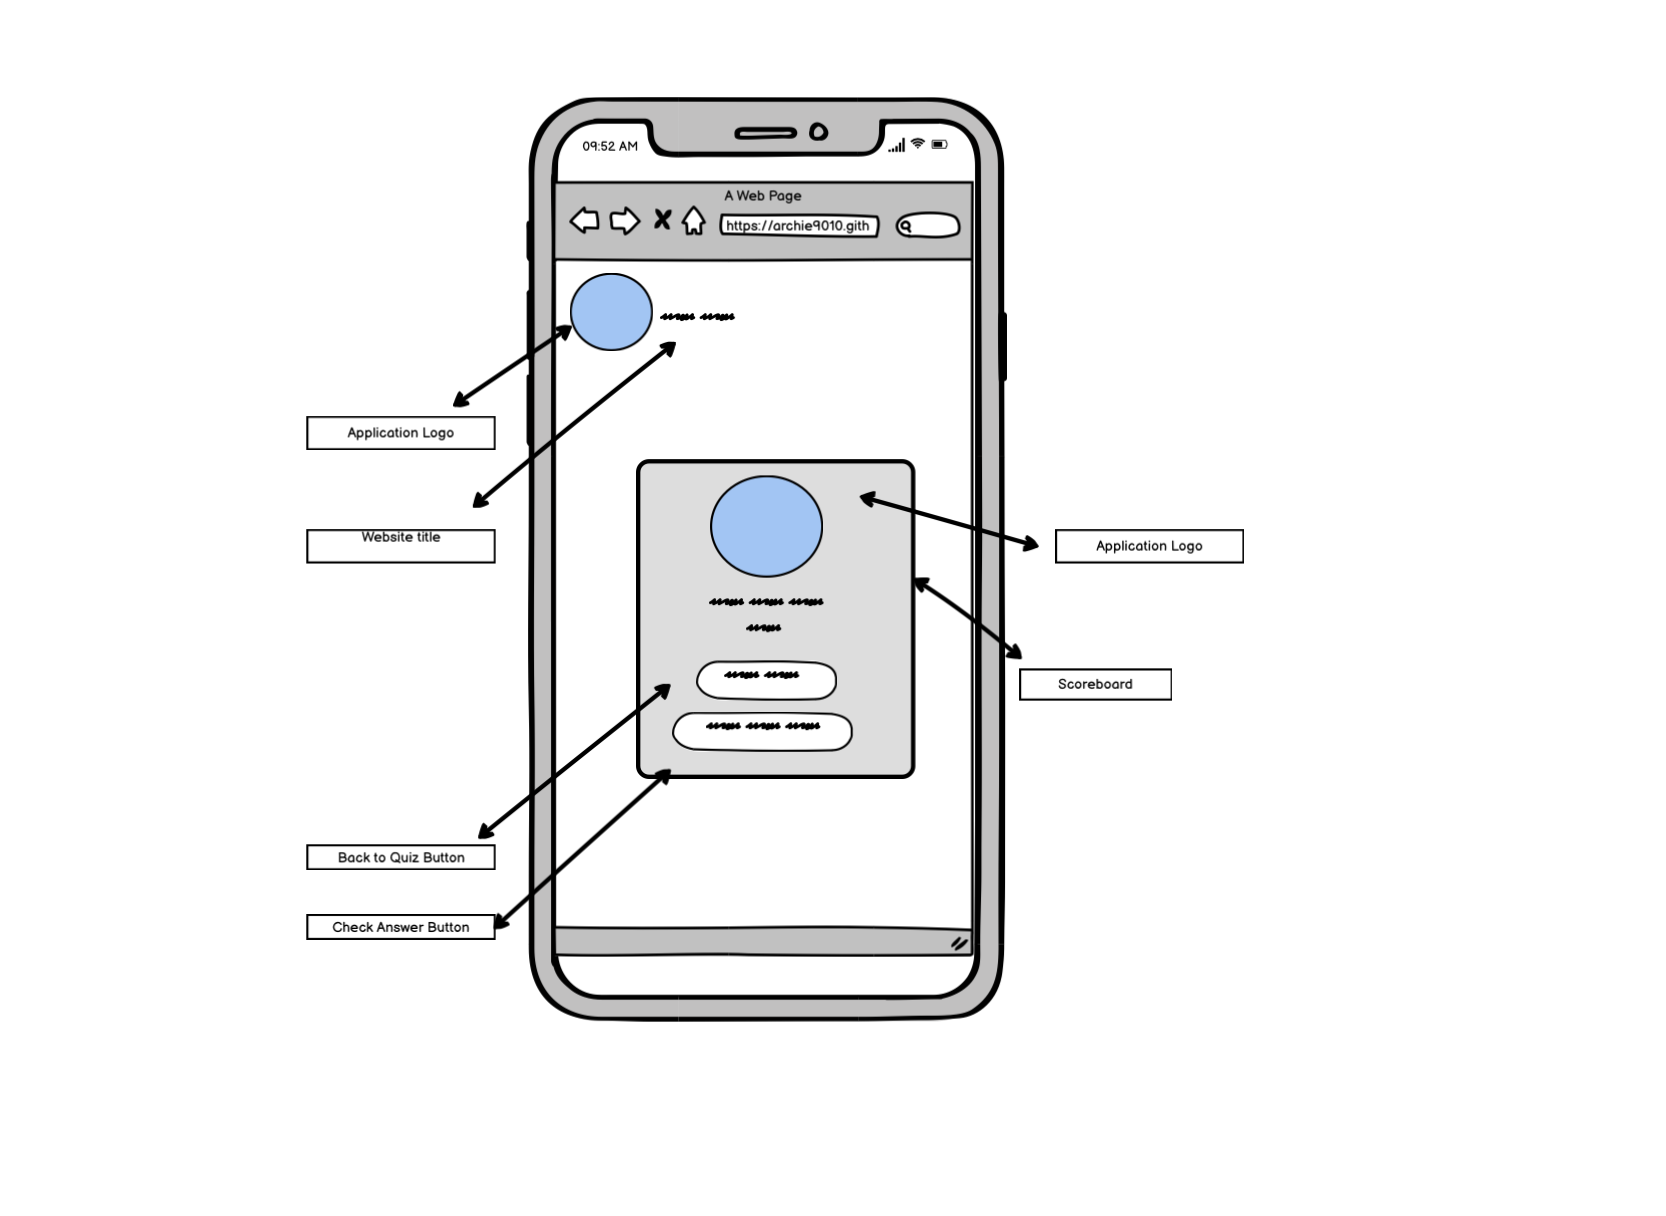 09:52 AM
A Web Page
https://archie9010.gith
Application Logo
Website title
Application Logo
Scoreboard
Back to Quiz Button
Check Answer Button